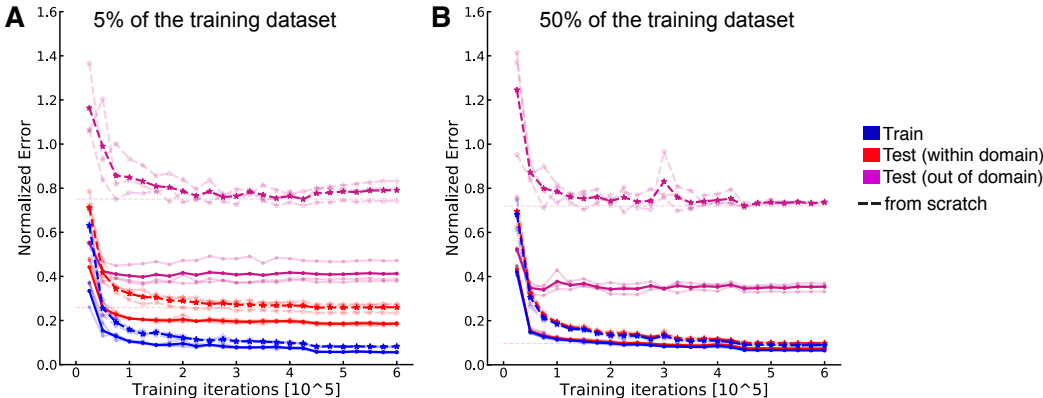 A
5% of the training dataset
1.6
1.4
1.2
1.0
0.8
0.6
0.4
0.2
0.0
Normalized Error
0
1
2
3
4
5
6
Training iterations [10^5]
B
50% of the training dataset
1.6
1.4
1.2
1.0
0.8
0.6
0.4
0.2
0.0
Normalized Error
0
1
2
3
4
5
6
Training iterations [10^5]
Train
Test (within domain)
Test (out of domain)
from scratch